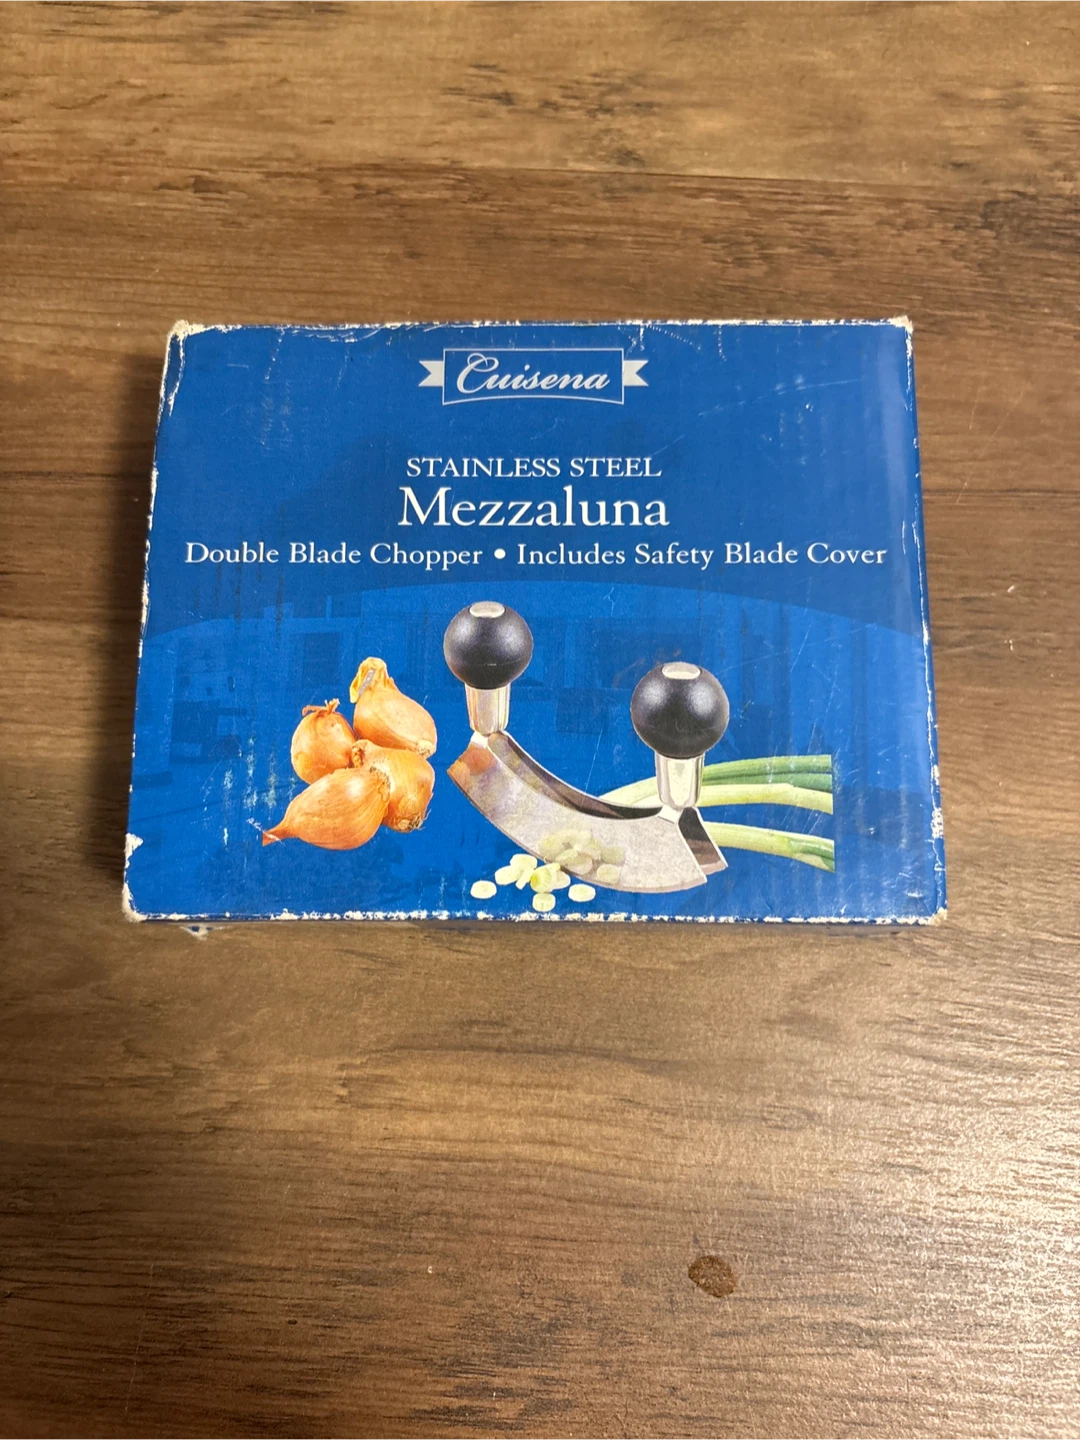 Cuisena
STAINLESS STEEL
Mezzaluna
Double Blade Chopper • Includes Safety Blade Cover